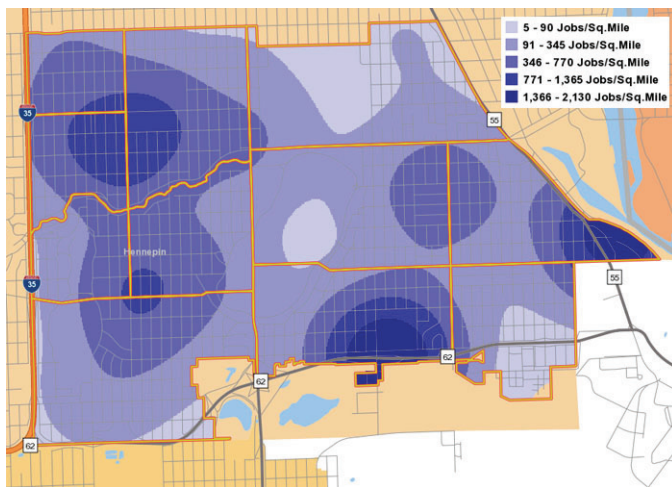 5 - 90 Jobs/Sq.Mile
91 - 345 Jobs/Sq.Mile
346 - 770 Jobs/Sq.Mile
771 - 1,365 Jobs/Sq.Mile
1,366 - 2,130 Jobs/Sq.Mile
35
55
Hennepin
35
55
62
62
62